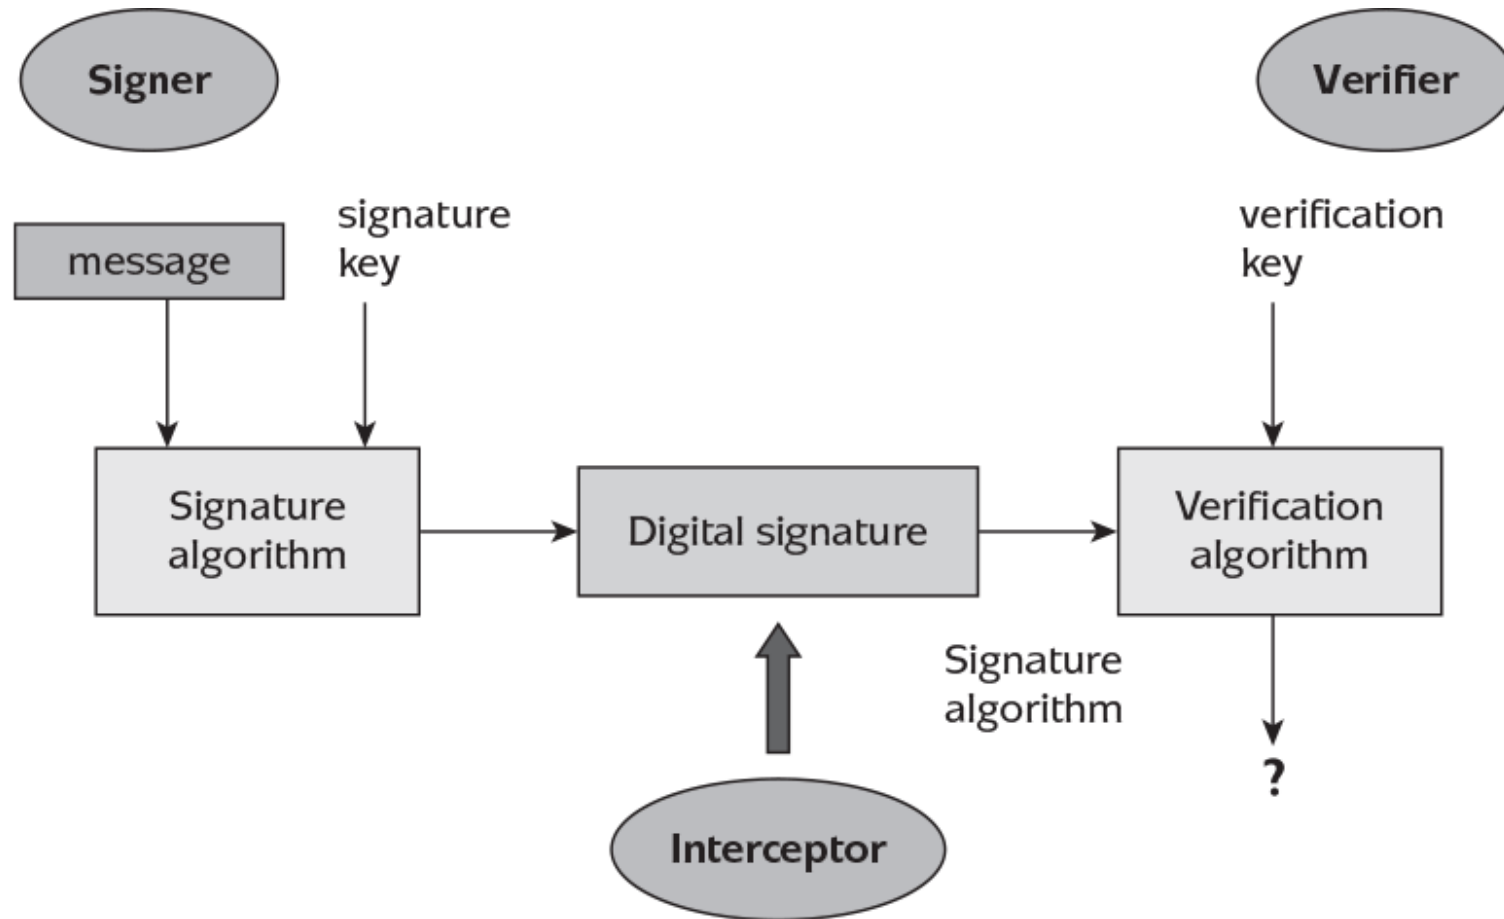 Signer
Verifier
message
signature
key
verification
key
Signature
algorithm
Digital signature
Verification
algorithm
Signature
algorithm
?
Interceptor